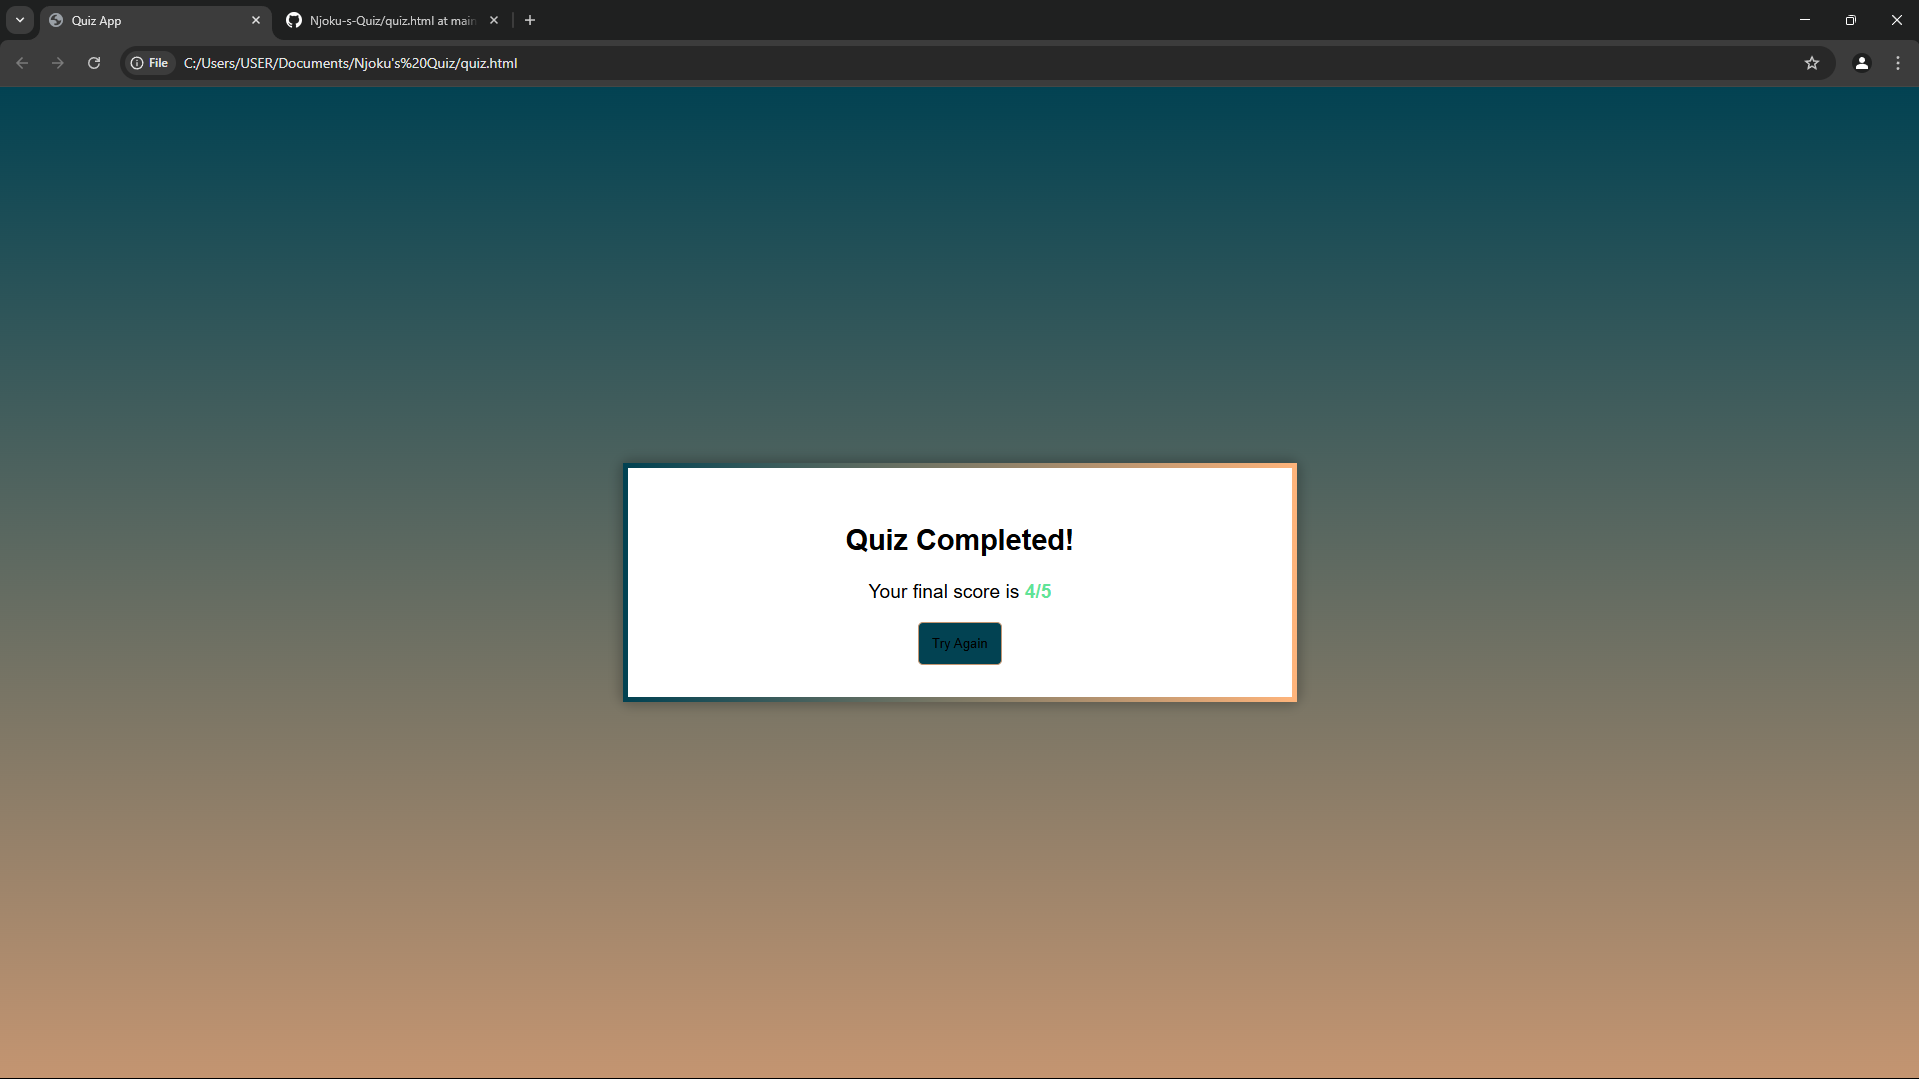 Quiz App
Njoku-s-Quiz/quiz.html at main
File
C:/Users/USER/Documents/Njoku's%20Quiz/quiz.html
Quiz Completed!
Your final score is 4/5
Try Again